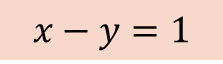 x − y = 1